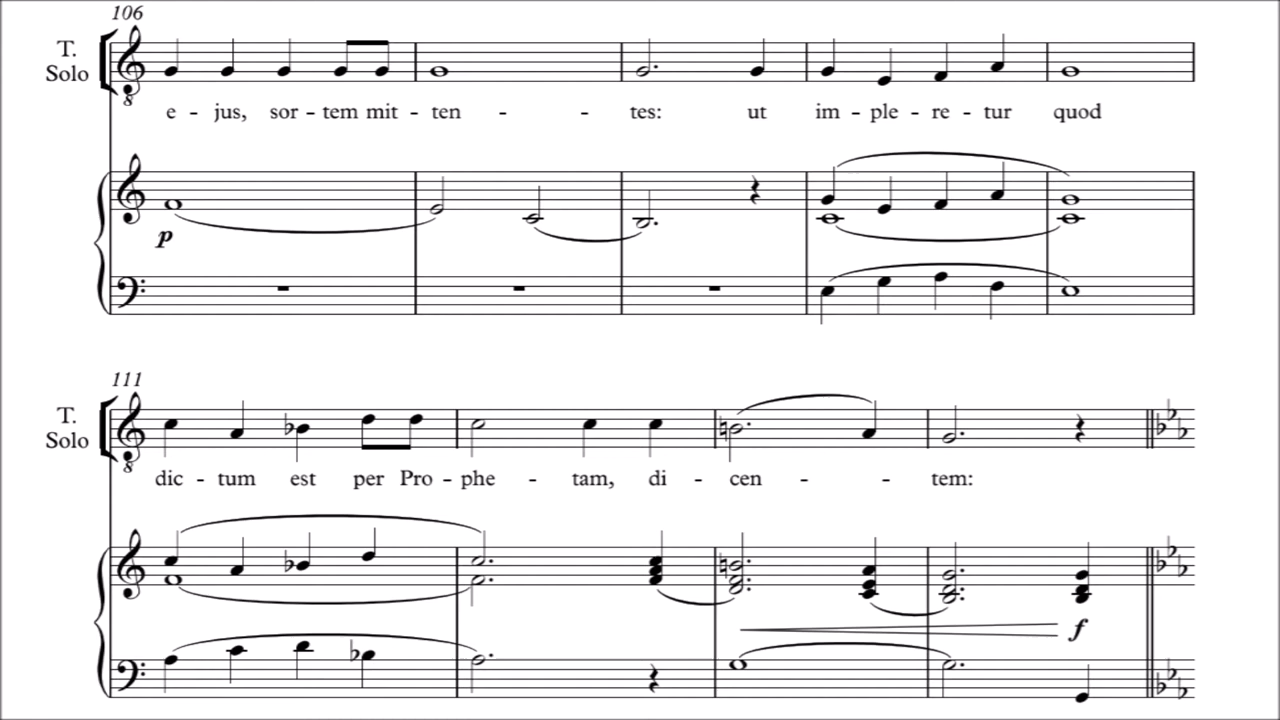 106
T.
Solo
e - jus, sor - tem mit - ten - - tes: ut im - ple - re - tur quod
p
111
T.
Solo
dic - tum est per Pro - phe - tam, di - cen - - tem:
f